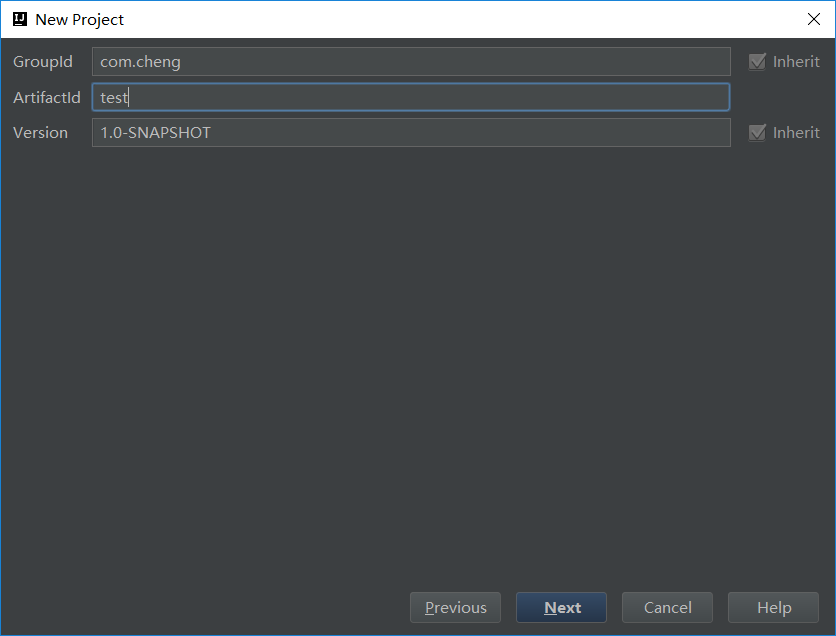 IJ New Project
GroupId com.cheng Inherit
ArtifactId test
Version 1.0-SNAPSHOT Inherit
Previous Next Cancel Help